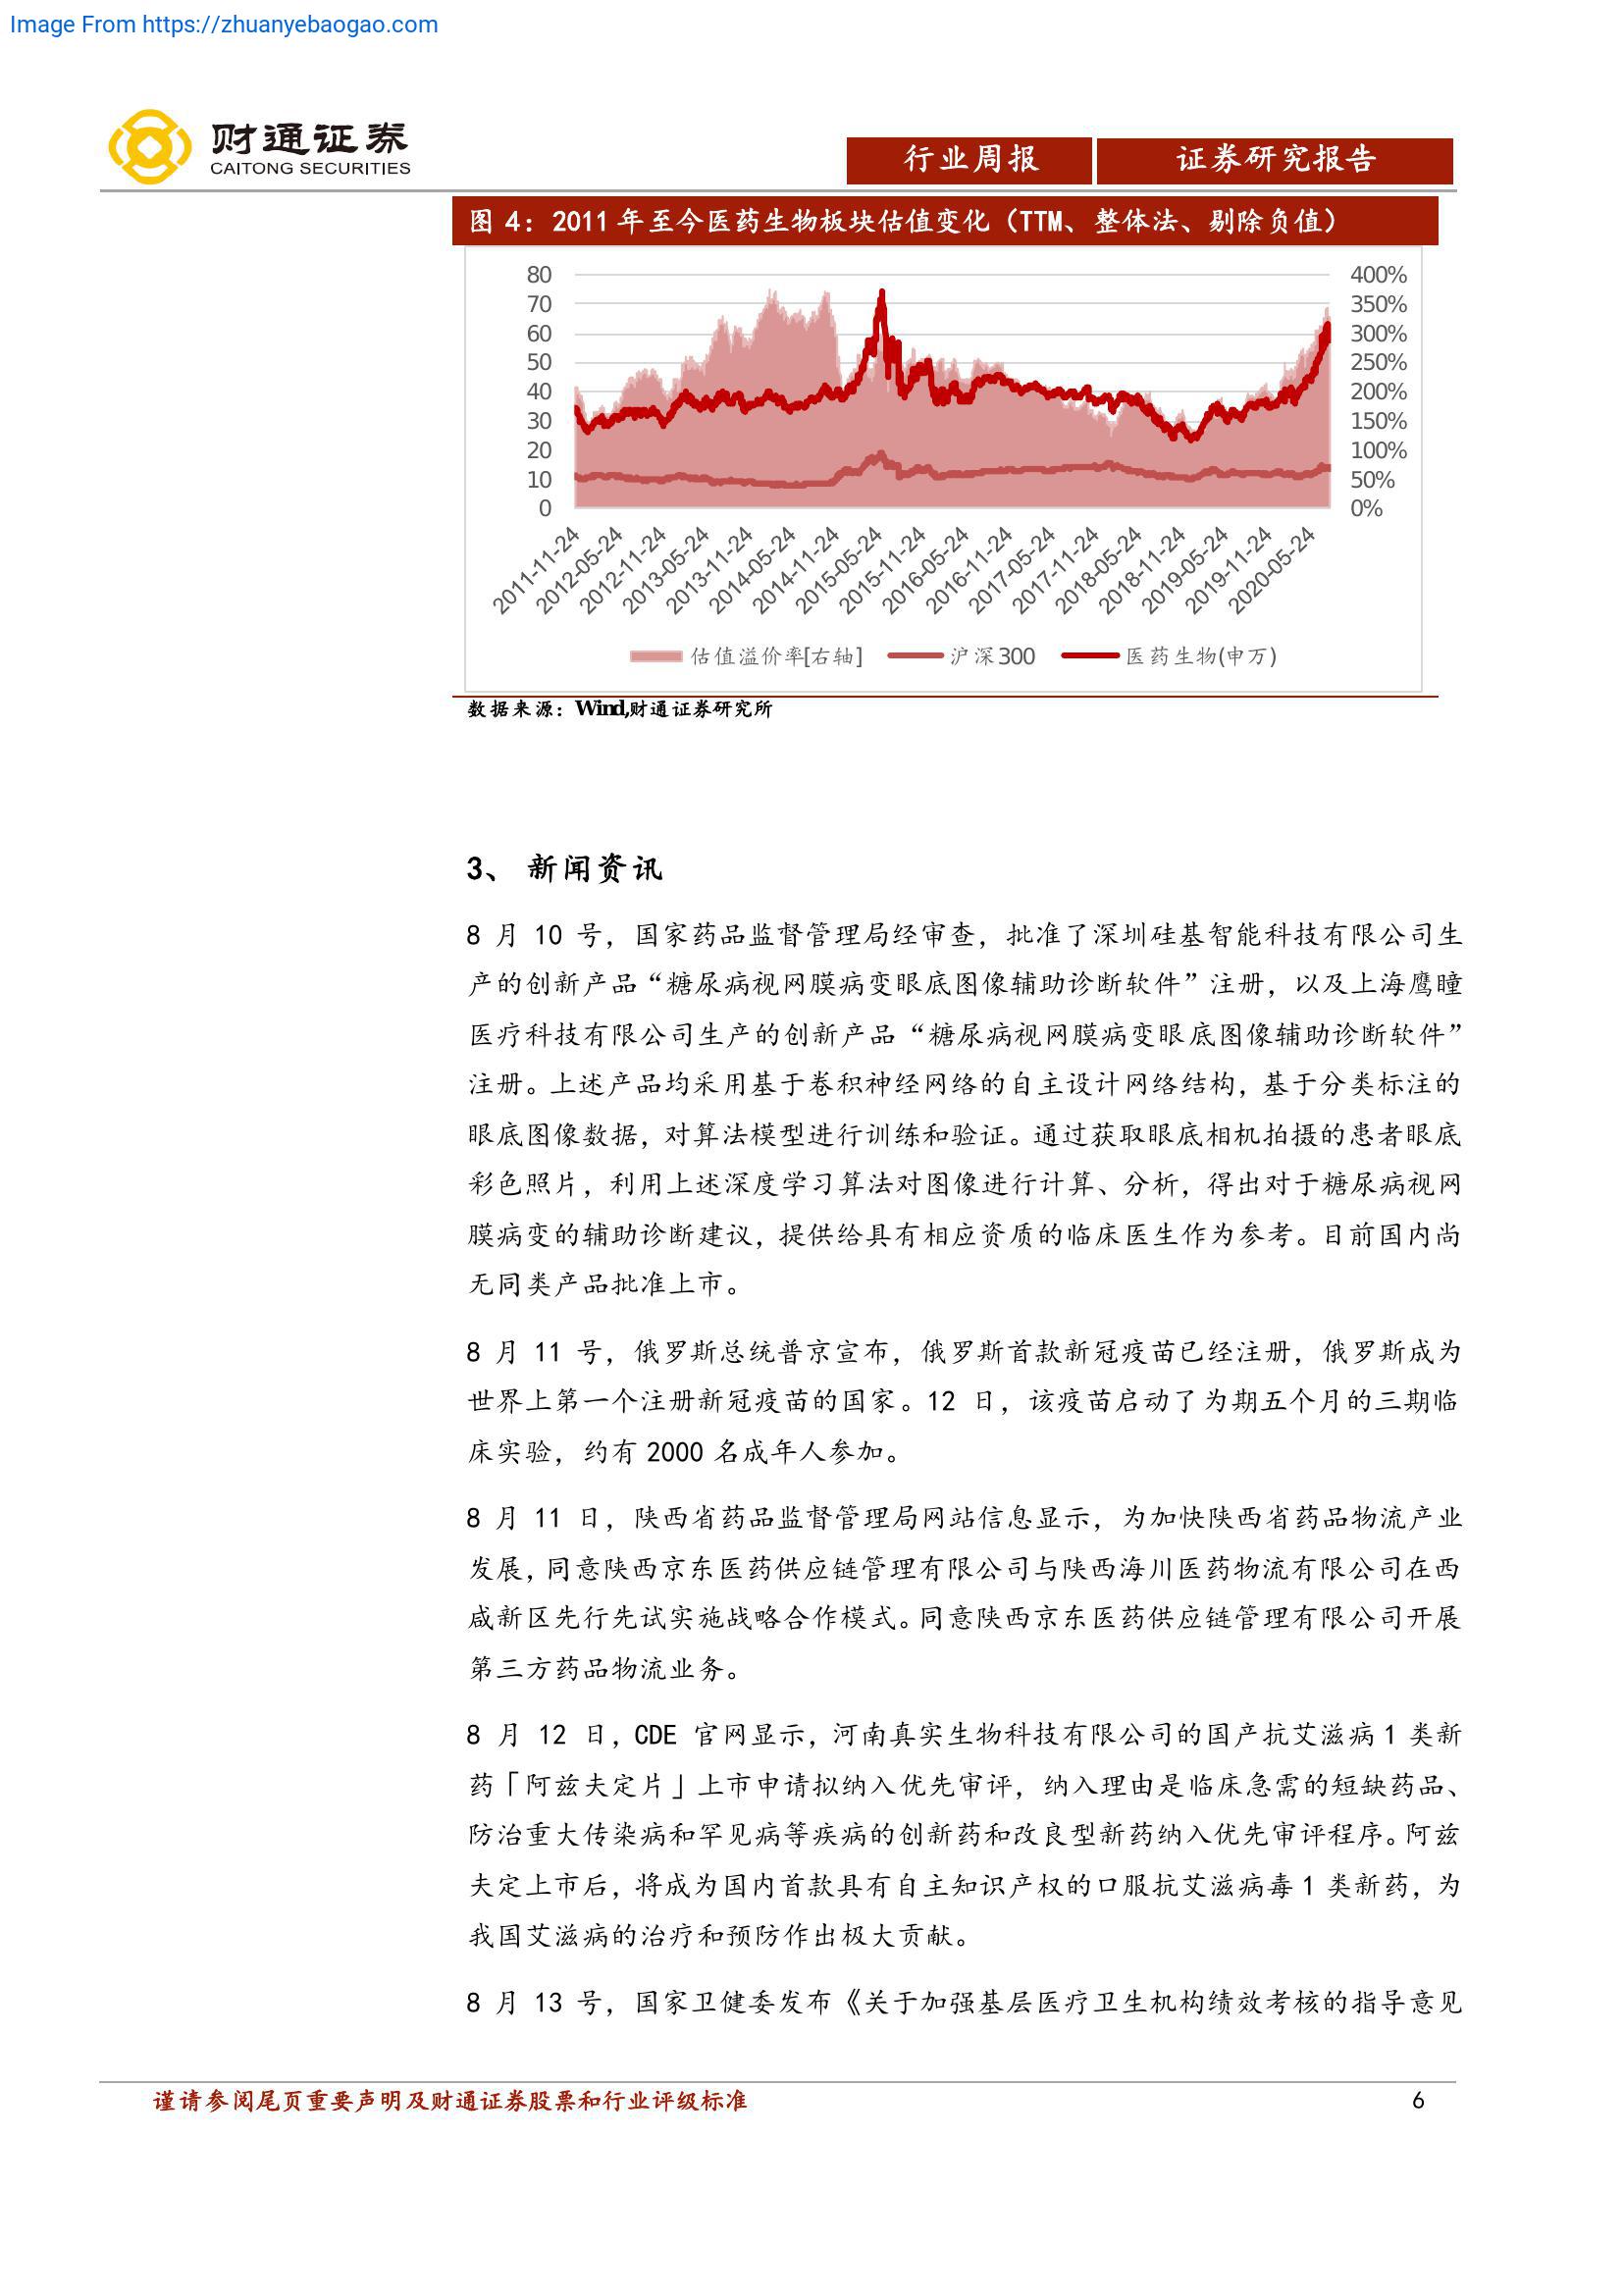 Image From https://zhuanyebaogao.com
财通证券
CAITONG SECURITIES
行业周报
证券研究报告
图 4：2011 年至今医药生物板块估值变化（TTM、整体法、剔除负值）
80
70
60
50
40
30
20
10
0
400%
350%
300%
250%
200%
150%
100%
50%
0%
2011-11-24
2012-05-24
2012-11-24
2013-05-24
2013-11-24
2014-05-24
2014-11-24
2015-05-24
2015-11-24
2016-05-24
2016-11-24
2017-05-24
2017-11-24
2018-05-24
2018-11-24
2019-05-24
2019-11-24
2020-05-24
估值溢价率[右轴] 沪深300 医药生物(申万)
数据来源：Wind,财通证券研究所
3、 新闻资讯
8 月 10 号，国家药品监督管理局经审查，批准了深圳硅基智能科技有限公司生
产的创新产品“糖尿病视网膜病变眼底图像辅助诊断软件”注册，以及上海鹰瞳
医疗科技有限公司生产的创新产品“糖尿病视网膜病变眼底图像辅助诊断软件”
注册。上述产品均采用基于卷积神经网络的自主设计网络结构，基于分类标注的
眼底图像数据，对算法模型进行训练和验证。通过获取眼底相机拍摄的患者眼底
彩色照片，利用上述深度学习算法对图像进行计算、分析，得出对于糖尿病视网
膜病变的辅助诊断建议，提供给具有相应资质的临床医生作为参考。目前国内尚
无同类产品批准上市。
8 月 11 号，俄罗斯总统普京宣布，俄罗斯首款新冠疫苗已经注册，俄罗斯成为
世界上第一个注册新冠疫苗的国家。12 日，该疫苗启动了为期五个月的三期临
床实验，约有 2000 名成年人参加。
8 月 11 日，陕西省药品监督管理局网站信息显示，为加快陕西省药品物流产业
发展，同意陕西京东医药供应链管理有限公司与陕西海川医药物流有限公司在西
咸新区先行先试实施战略合作模式。同意陕西京东医药供应链管理有限公司开展
第三方药品物流业务。
8 月 12 日，CDE 官网显示，河南真实生物科技有限公司的国产抗艾滋病 1 类新
药「阿兹夫定片」上市申请拟纳入优先审评，纳入理由是临床急需的短缺药品、
防治重大传染病和罕见病等疾病的创新药和改良型新药纳入优先审评程序。阿兹
夫定上市后，将成为国内首款具有自主知识产权的口服抗艾滋病毒 1 类新药，为
我国艾滋病的治疗和预防作出极大贡献。
8 月 13 号，国家卫健委发布《关于加强基层医疗卫生机构绩效考核的指导意见
谨请参阅尾页重要声明及财通证券股票和行业评级标准
6